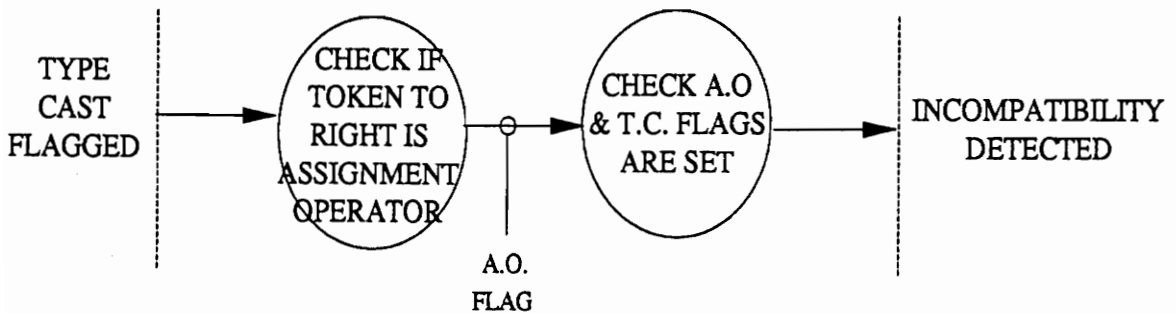 TYPE
CAST
FLAGGED
CHECK IF
TOKEN TO
RIGHT IS
ASSIGNMENT
OPERATOR
A.O.
FLAG
CHECK A.O
& T.C. FLAGS
ARE SET
INCOMPATIBILITY
DETECTED